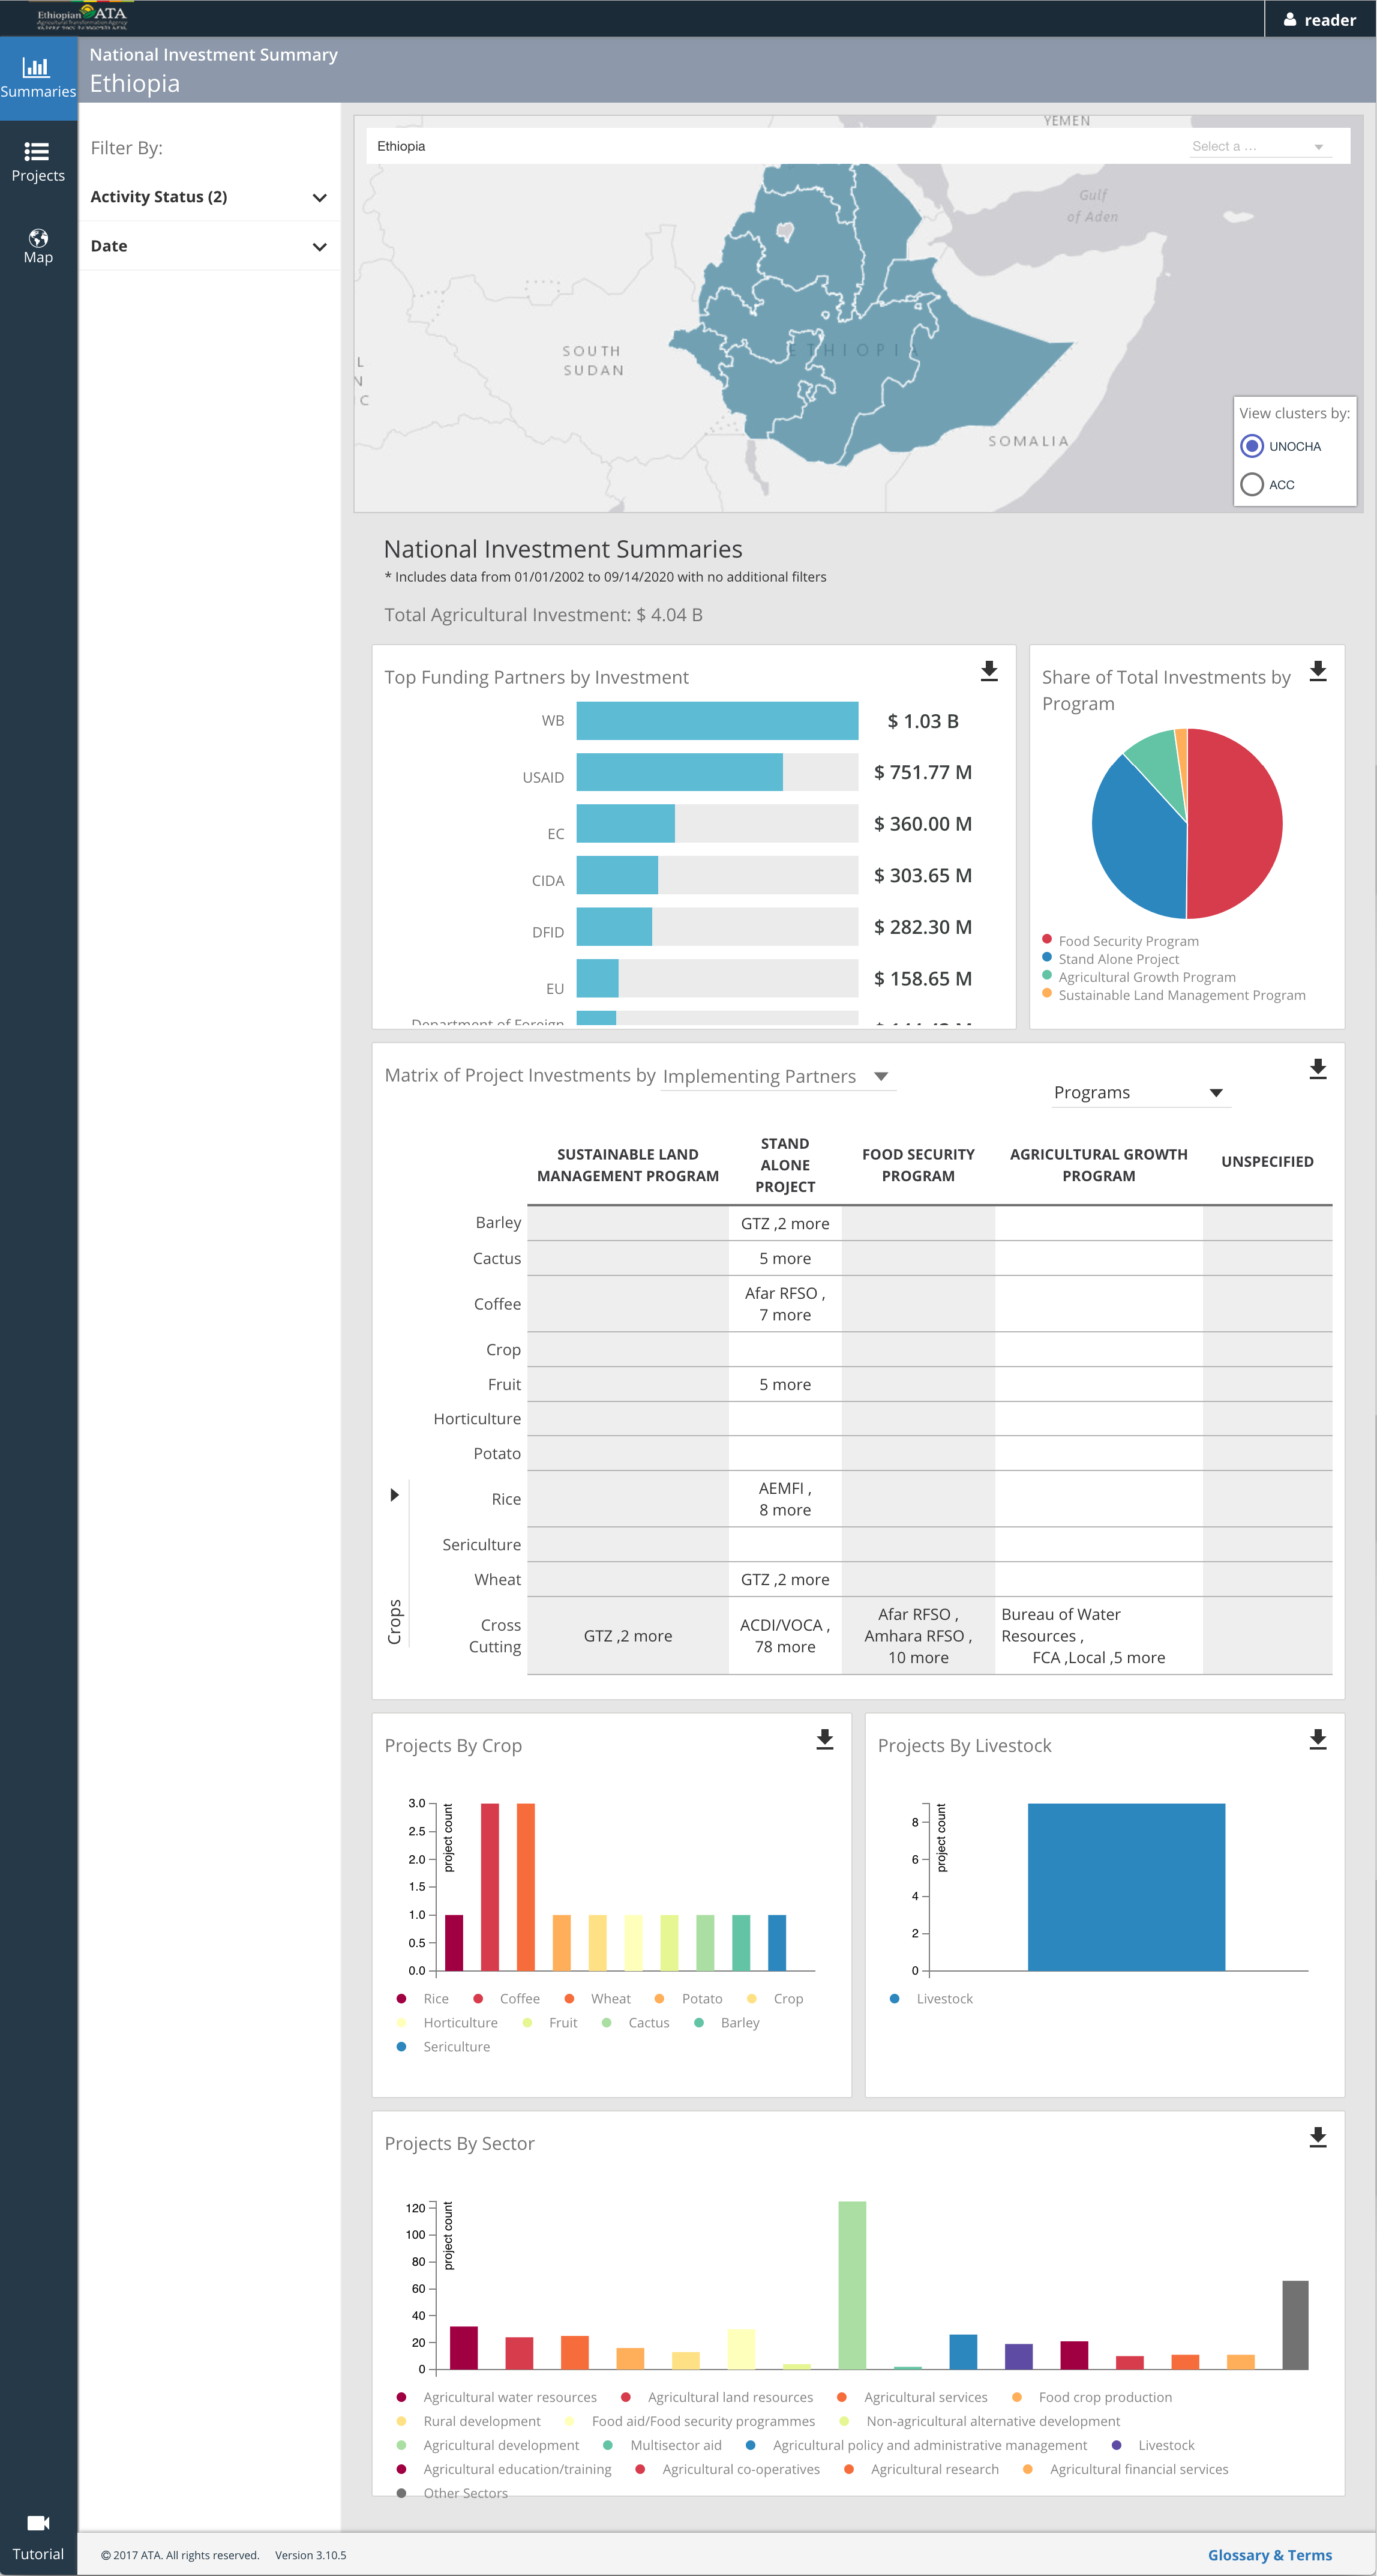 Ethiopian ATA
Agricultural Transformation Agency
reader
National Investment Summary
Ethiopia
Summaries
Projects
Map
Filter By:
Activity Status (2)
Date
YEMEN
Ethiopia
Select a ...
Gulf
of Aden
SOUTH
SUDAN
ETHIOPIA
L
N
C
SOMALIA
View clusters by:
UNOCHA
ACC
National Investment Summaries
* Includes data from 01/01/2002 to 09/14/2020 with no additional filters
Total Agricultural Investment: $ 4.04 B
Top Funding Partners by Investment
WB $ 1.03 B
USAID $ 751.77 M
EC $ 360.00 M
CIDA $ 303.65 M
DFID $ 282.30 M
EU $ 158.65 M
Department of Foreign
Share of Total Investments by
Program
Food Security Program
Stand Alone Project
Agricultural Growth Program
Sustainable Land Management Program
Matrix of Project Investments by Implementing Partners
Programs
SUSTAINABLE LAND
MANAGEMENT PROGRAM
STAND
ALONE
PROJECT
FOOD SECURITY
PROGRAM
AGRICULTURAL GROWTH
PROGRAM
UNSPECIFIED
Barley GTZ ,2 more
Cactus 5 more
Coffee
Afar RFSO ,
7 more
Crop
Fruit 5 more
Horticulture
Potato
Rice
AEMFI ,
8 more
Sericulture
Wheat GTZ ,2 more
Crops
Cross
Cutting
GTZ ,2 more
ACDI/VOCA ,
78 more
Afar RFSO ,
Amhara RFSO ,
10 more
Bureau of Water
Resources ,
FCA ,Local ,5 more
Projects By Crop
project count
3.0
2.5
2.0
1.5
1.0
0.5
0.0
Rice Coffee Wheat Potato Crop
Horticulture Fruit Cactus Barley
Sericulture
Projects By Livestock
project count
8
6
4
2
0
Livestock
Projects By Sector
project count
120
100
80
60
40
20
0
Agricultural water resources Agricultural land resources Agricultural services Food crop production
Rural development Food aid/Food security programmes Non-agricultural alternative development
Agricultural development Multisector aid Agricultural policy and administrative management Livestock
Agricultural education/training Agricultural co-operatives Agricultural research Agricultural financial services
Other Sectors
Tutorial
© 2017 ATA. All rights reserved. Version 3.10.5
Glossary & Terms